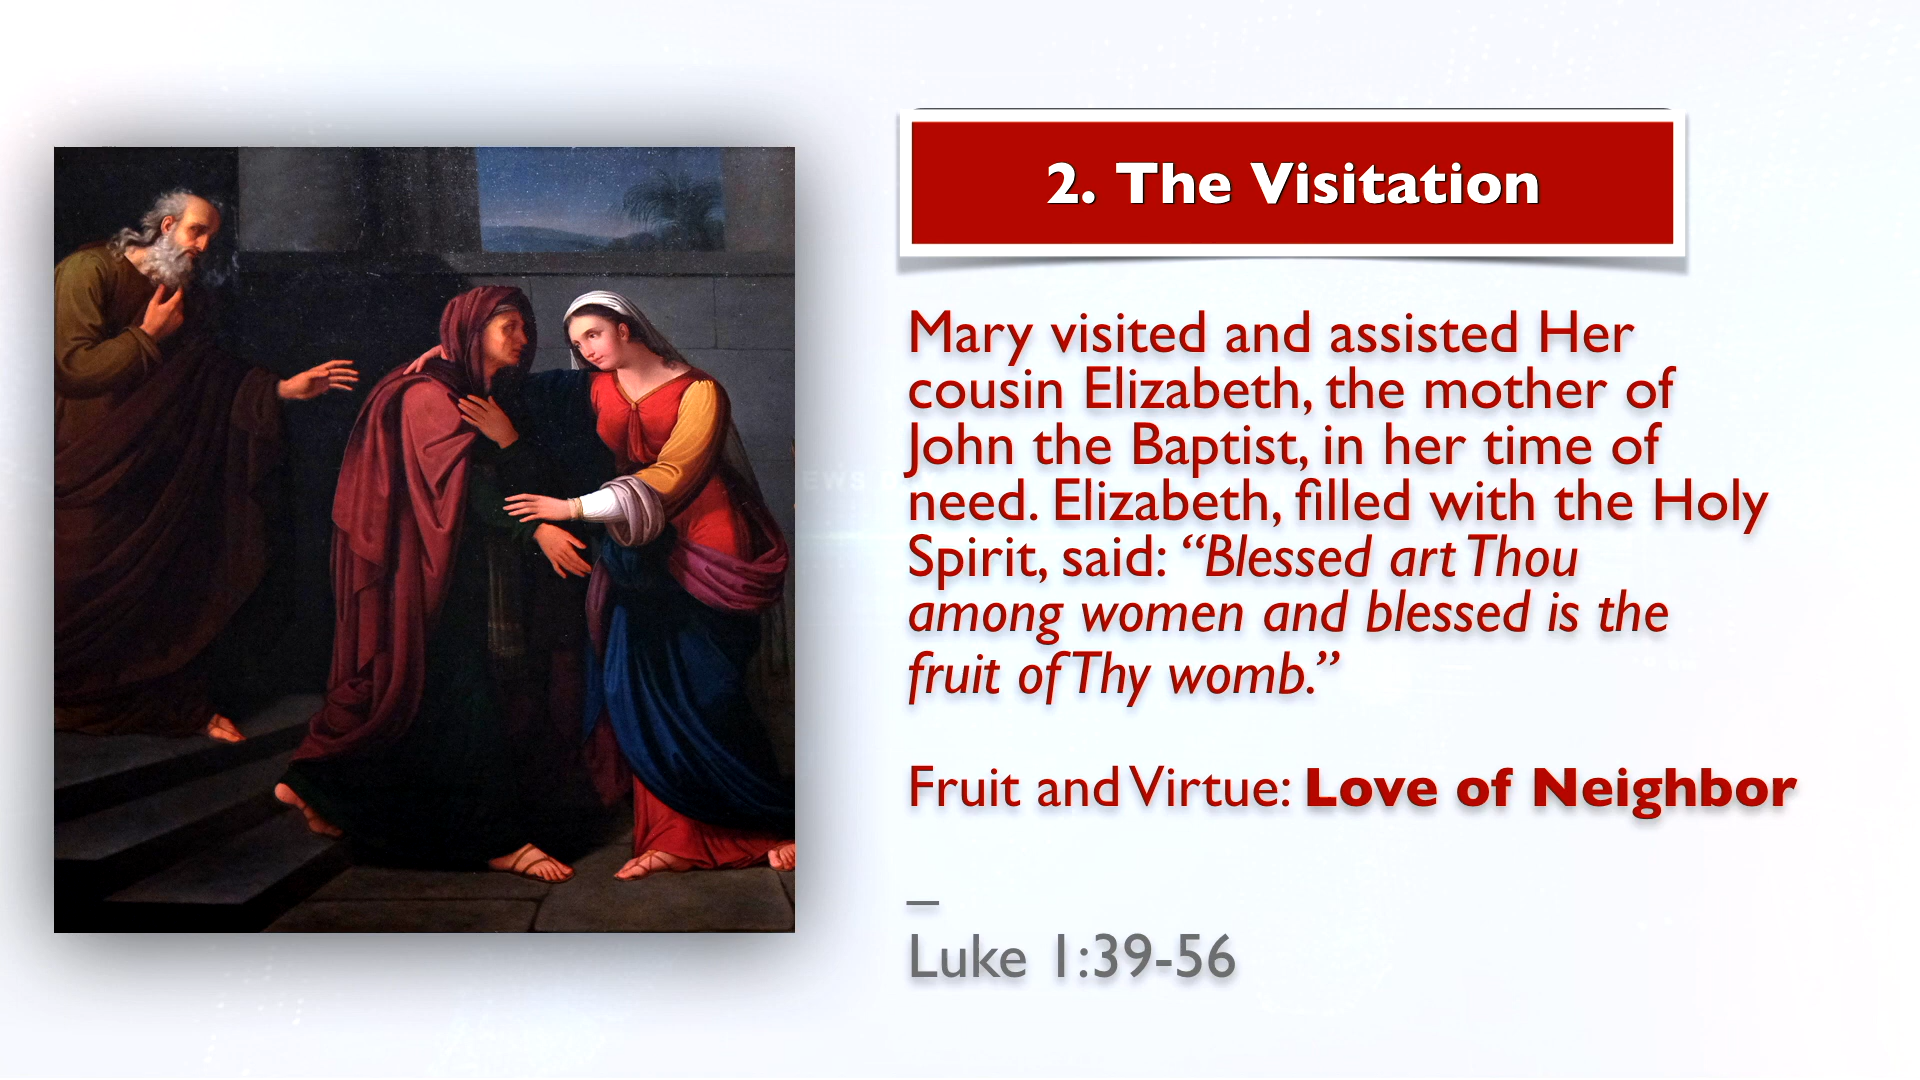 2. The Visitation
Mary visited and assisted Her
cousin Elizabeth, the mother of
John the Baptist, in her time of
need. Elizabeth, filled with the Holy
Spirit, said: “Blessed art Thou
among women and blessed is the
fruit of Thy womb.”
Fruit and Virtue: Love of Neighbor
_
Luke 1:39-56